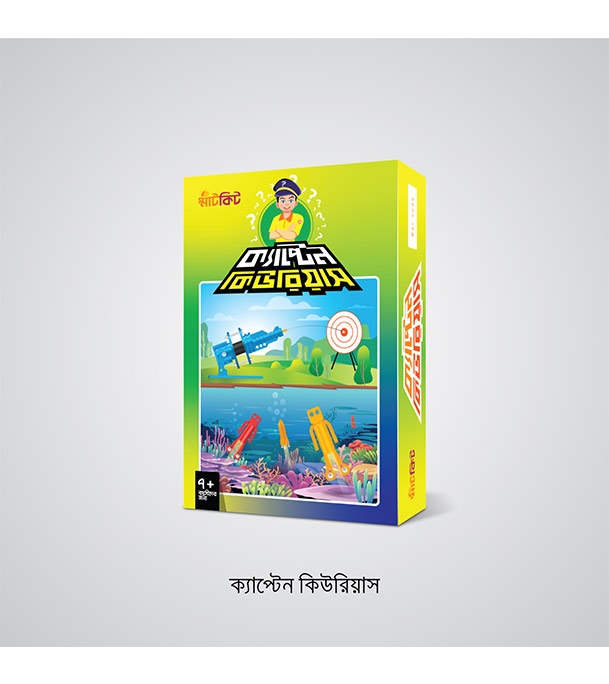 স্মার্টকিট
ক্যাপ্টেন
কিউরিয়াস
৭+
ক্যাপ্টেন
কিউরিয়াস
স্মার্টকিট
ক্যাপ্টেন কিউরিয়াস